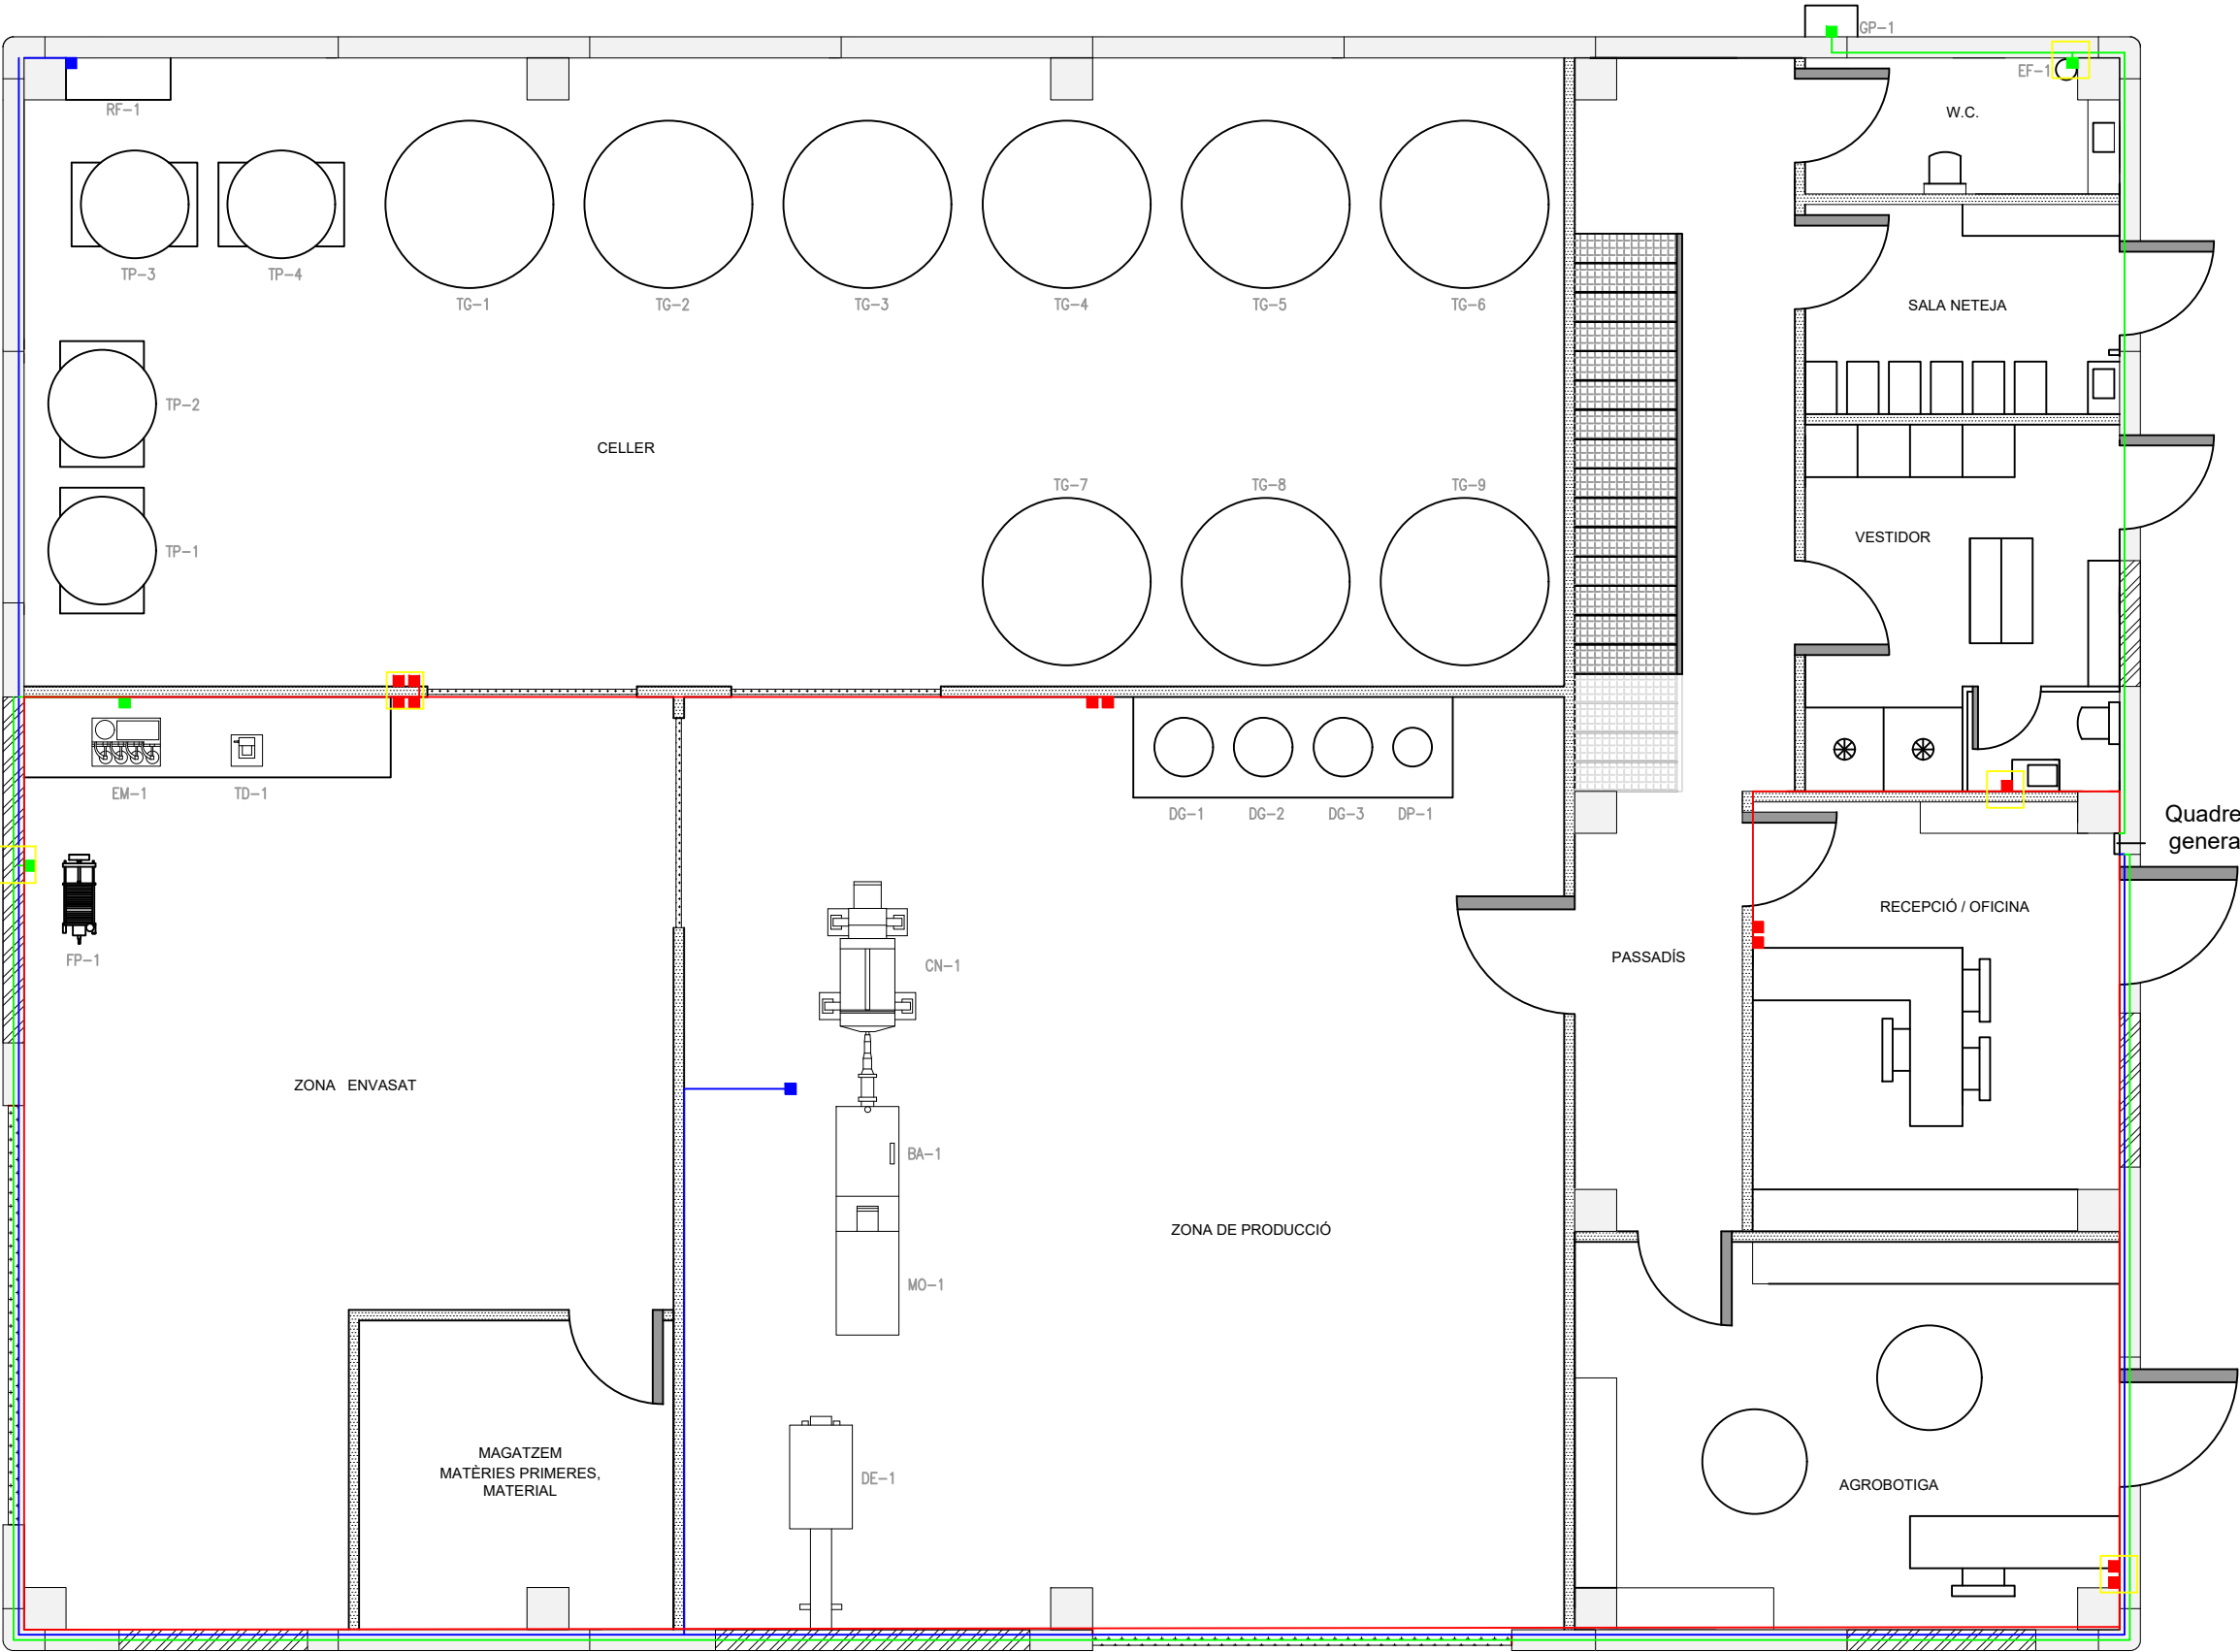 GP-1
EF-1
RF-1
W.C.
TP-3
TP-4
TG-1
TG-2
TG-3
TG-4
TG-5
TG-6
SALA NETEJA
TP-2
CELLER
TG-7
TG-8
TG-9
VESTIDOR
TP-1
EM-1
TD-1
DG-1
DG-2
DG-3
DP-1
Quadre
genera
RECEPCIÓ / OFICINA
FP-1
CN-1
PASSADÍS
ZONA ENVASAT
BA-1
ZONA DE PRODUCCIÓ
MO-1
MAGATZEM
MATÈRIES PRIMERES,
MATERIAL
DE-1
AGROBOTIGA